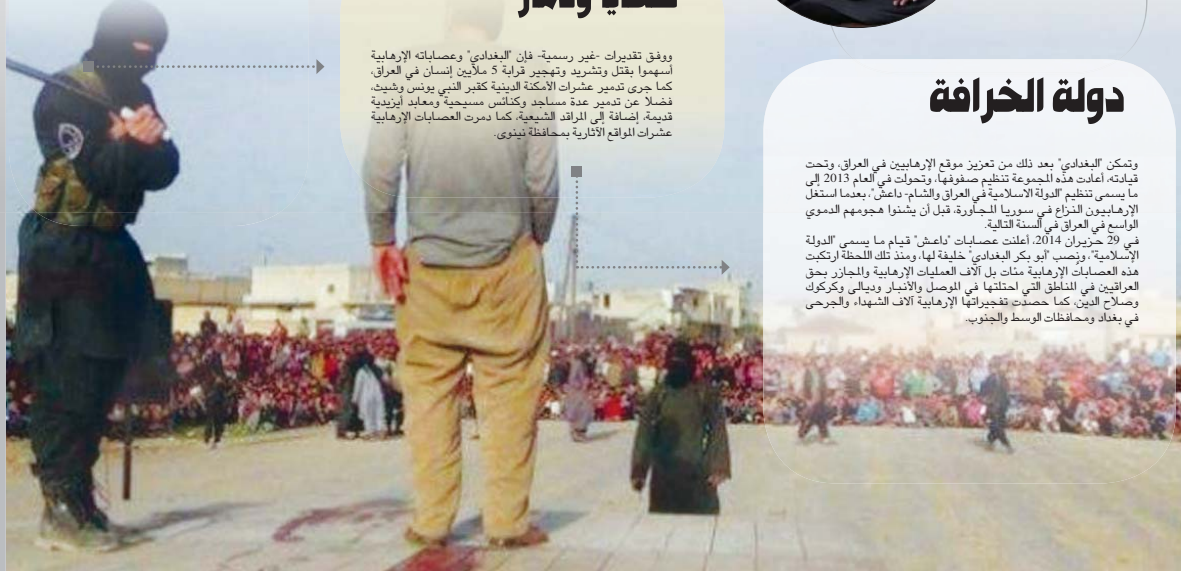 دولة الخرافة
وتمكن "البغدادي" بعد ذلك من تعزيز موقع الإرهابيين في العراق، وتحت
قيادته، أعادت هذه المجموعة تنظيم صفوفها، وتحولت في العام 2013 إلى
ما يسمى تنظيم "الدولة الاسلامية في العراق والشام- داعش"، بعدما استغل
الإرهابيون النزاع في سوريا المجاورة، قبل أن يشنوا هجومهم الدموي
الواسع في العراق في السنة التالية.
في 29 حزيران 2014، أعلنت عصابات "داعش" قيام ما يسمى "الدولة
الإسلامية"، ونصب "أبو بكر البغدادي" خليفة لها، ومنذ تلك اللحظة ارتكبت
هذه العصابات الإرهابية مئات بل آلاف العمليات الإرهابية والمجازر بحق
العراقيين في المناطق التي احتلتها في الموصل والأنبار وديالى وكركوك
وصلاح الدين، كما حصدت تفجيراتها الإرهابية آلاف الشهداء والجرحى
في بغداد ومحافظات الوسط والجنوب.
ووفق تقديرات -غير رسمية- فإن "البغدادي" وعصاباته الإرهابية
أسهموا بقتل وتشريد وتهجير قرابة 5 ملايين إنسان في العراق،
كما جرى تدمير عشرات الأمكنة الدينية كقبر النبي يونس وشيث،
فضلا عن تدمير عدة مساجد وكنائس مسيحية ومعابد أيزيدية
قديمة، إضافة إلى المراقد الشيعية، كما دمرت العصابات الإرهابية
عشرات المواقع الآثارية بمحافظة نينوى.